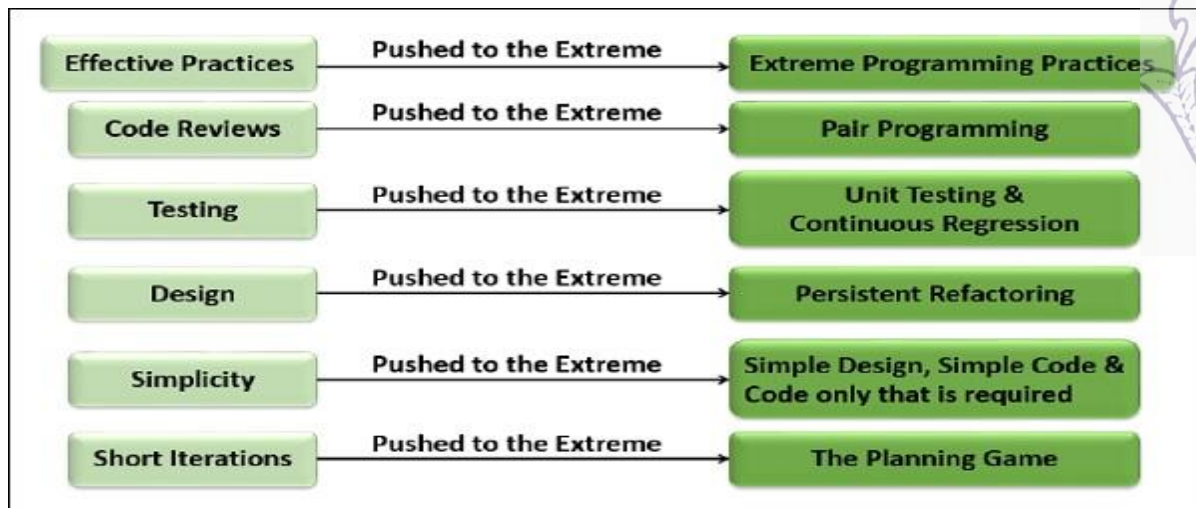 Effective Practices
Pushed to the Extreme
Extreme Programming Practices
Code Reviews
Pushed to the Extreme
Pair Programming
Testing
Pushed to the Extreme
Unit Testing &
Continuous Regression
Design
Pushed to the Extreme
Persistent Refactoring
Simplicity
Pushed to the Extreme
Simple Design, Simple Code &
Code only that is required
Short Iterations
Pushed to the Extreme
The Planning Game